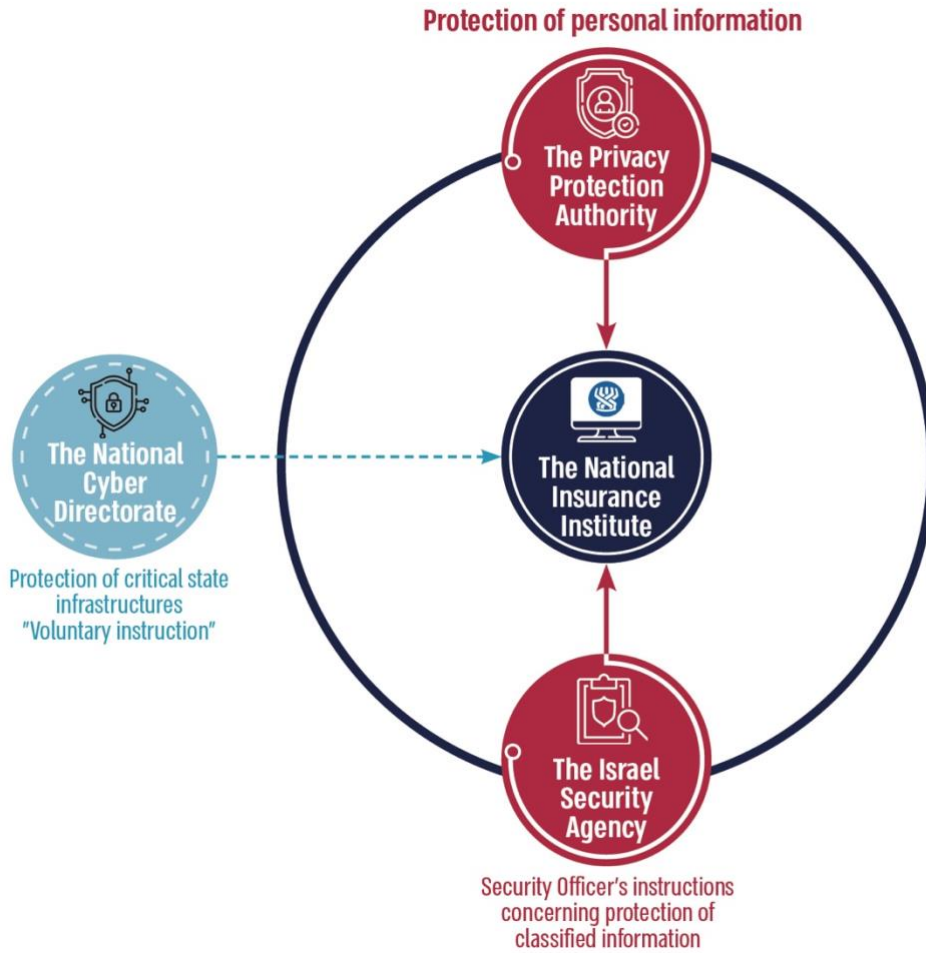 Protection of personal information
The Privacy
Protection
Authority
The National
Cyber
Directorate
Protection of critical state
infrastructures
"Voluntary instruction"
The National
Insurance
Institute
The Israel
Security
Agency
Security Officer's instructions
concerning protection of
classified information